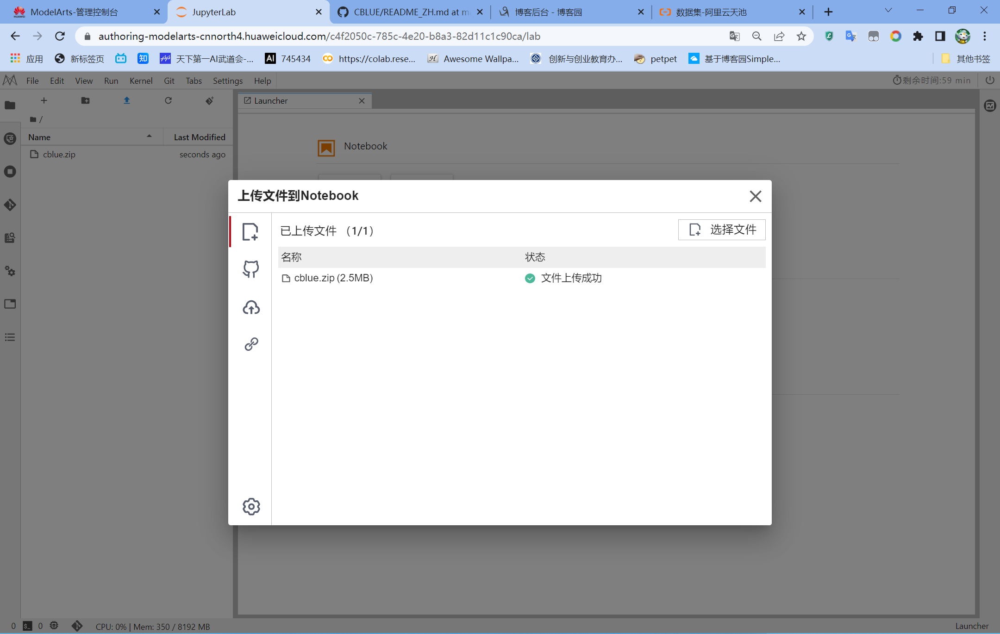 ModelArts-管理控制台
JupyterLab
CBLUE/README_ZH.md at m
博客后台 - 博客园
数据集-阿里云天池
authoring-modelarts-cnnorth4.huaweicloud.com/c4f2050c-785c-4e20-b8a3-82d11c1c90ca/lab
应用
新标签页
知
天下第一AI武道会-...
AI
745434
https://colab.rese...
Awesome Wallpa...
创新与创业教育办...
petpet
基于博客园Simple...
其他书签
File Edit View Run Kernel Git Tabs Settings Help
剩余时间:59 min
Launcher
/
Name
Last Modified
cblue.zip
seconds ago
Notebook
上传文件到Notebook
已上传文件 （1/1）
选择文件
名称
状态
cblue.zip (2.5MB)
文件上传成功
0
$_
0
CPU: 0% | Mem: 350 / 8192 MB
Launcher